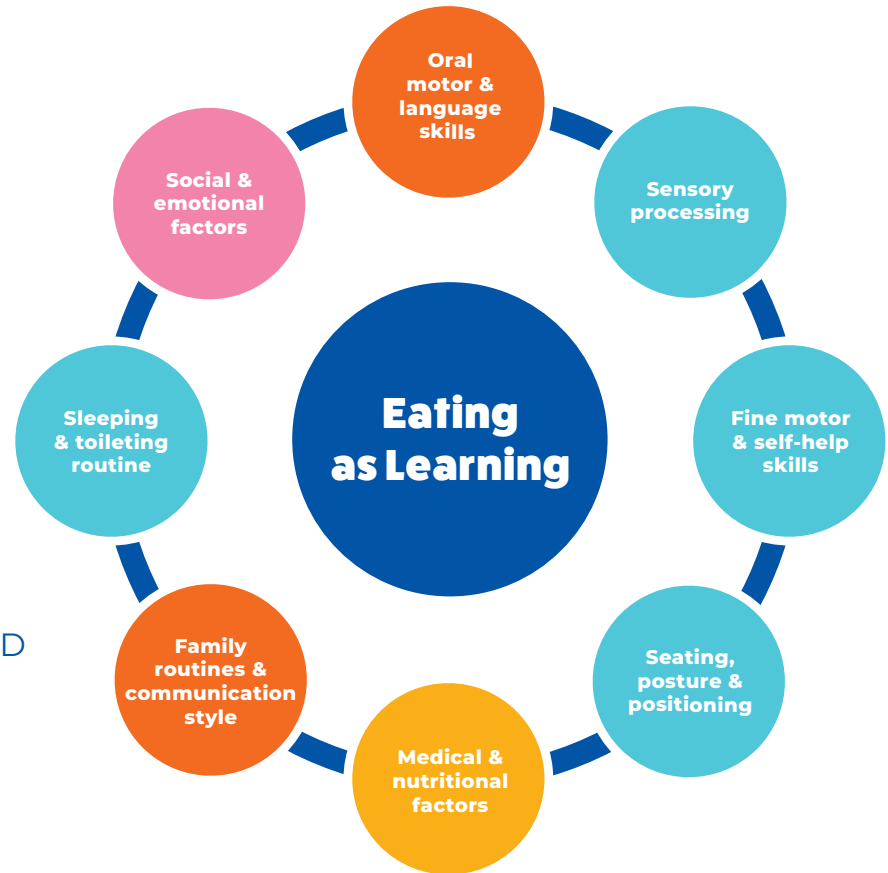 Oral
motor &
language
skills
Sensory
processing
Fine motor
& self-help
skills
Seating,
posture &
positioning
Medical &
nutritional
factors
Family
routines &
communication
style
Sleeping
& toileting
routine
Social &
emotional
factors
Eating
as Learning
D